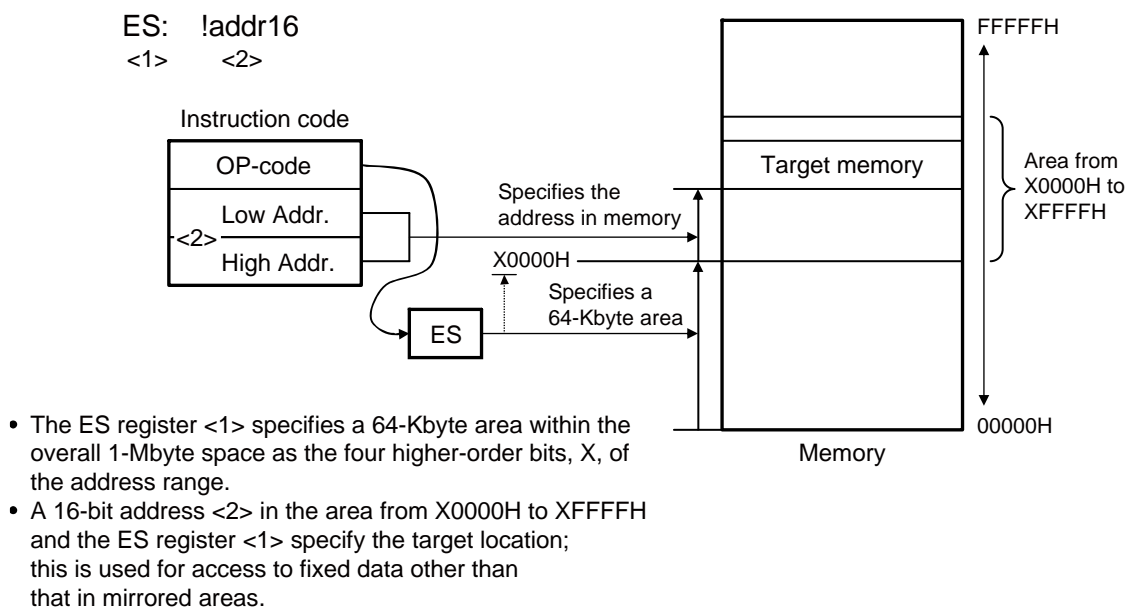 ES: !addr16
<1> <2>
Instruction code
OP-code
Low Addr.
<2>
High Addr.
ES
Specifies the
address in memory
X0000H
Specifies a
64-Kbyte area
Target memory
Memory
FFFFFH
Area from
X0000H to
XFFFFH
00000H
• The ES register <1> specifies a 64-Kbyte area within the
overall 1-Mbyte space as the four higher-order bits, X, of
the address range.
• A 16-bit address <2> in the area from X0000H to XFFFFH
and the ES register <1> specify the target location;
this is used for access to fixed data other than
that in mirrored areas.